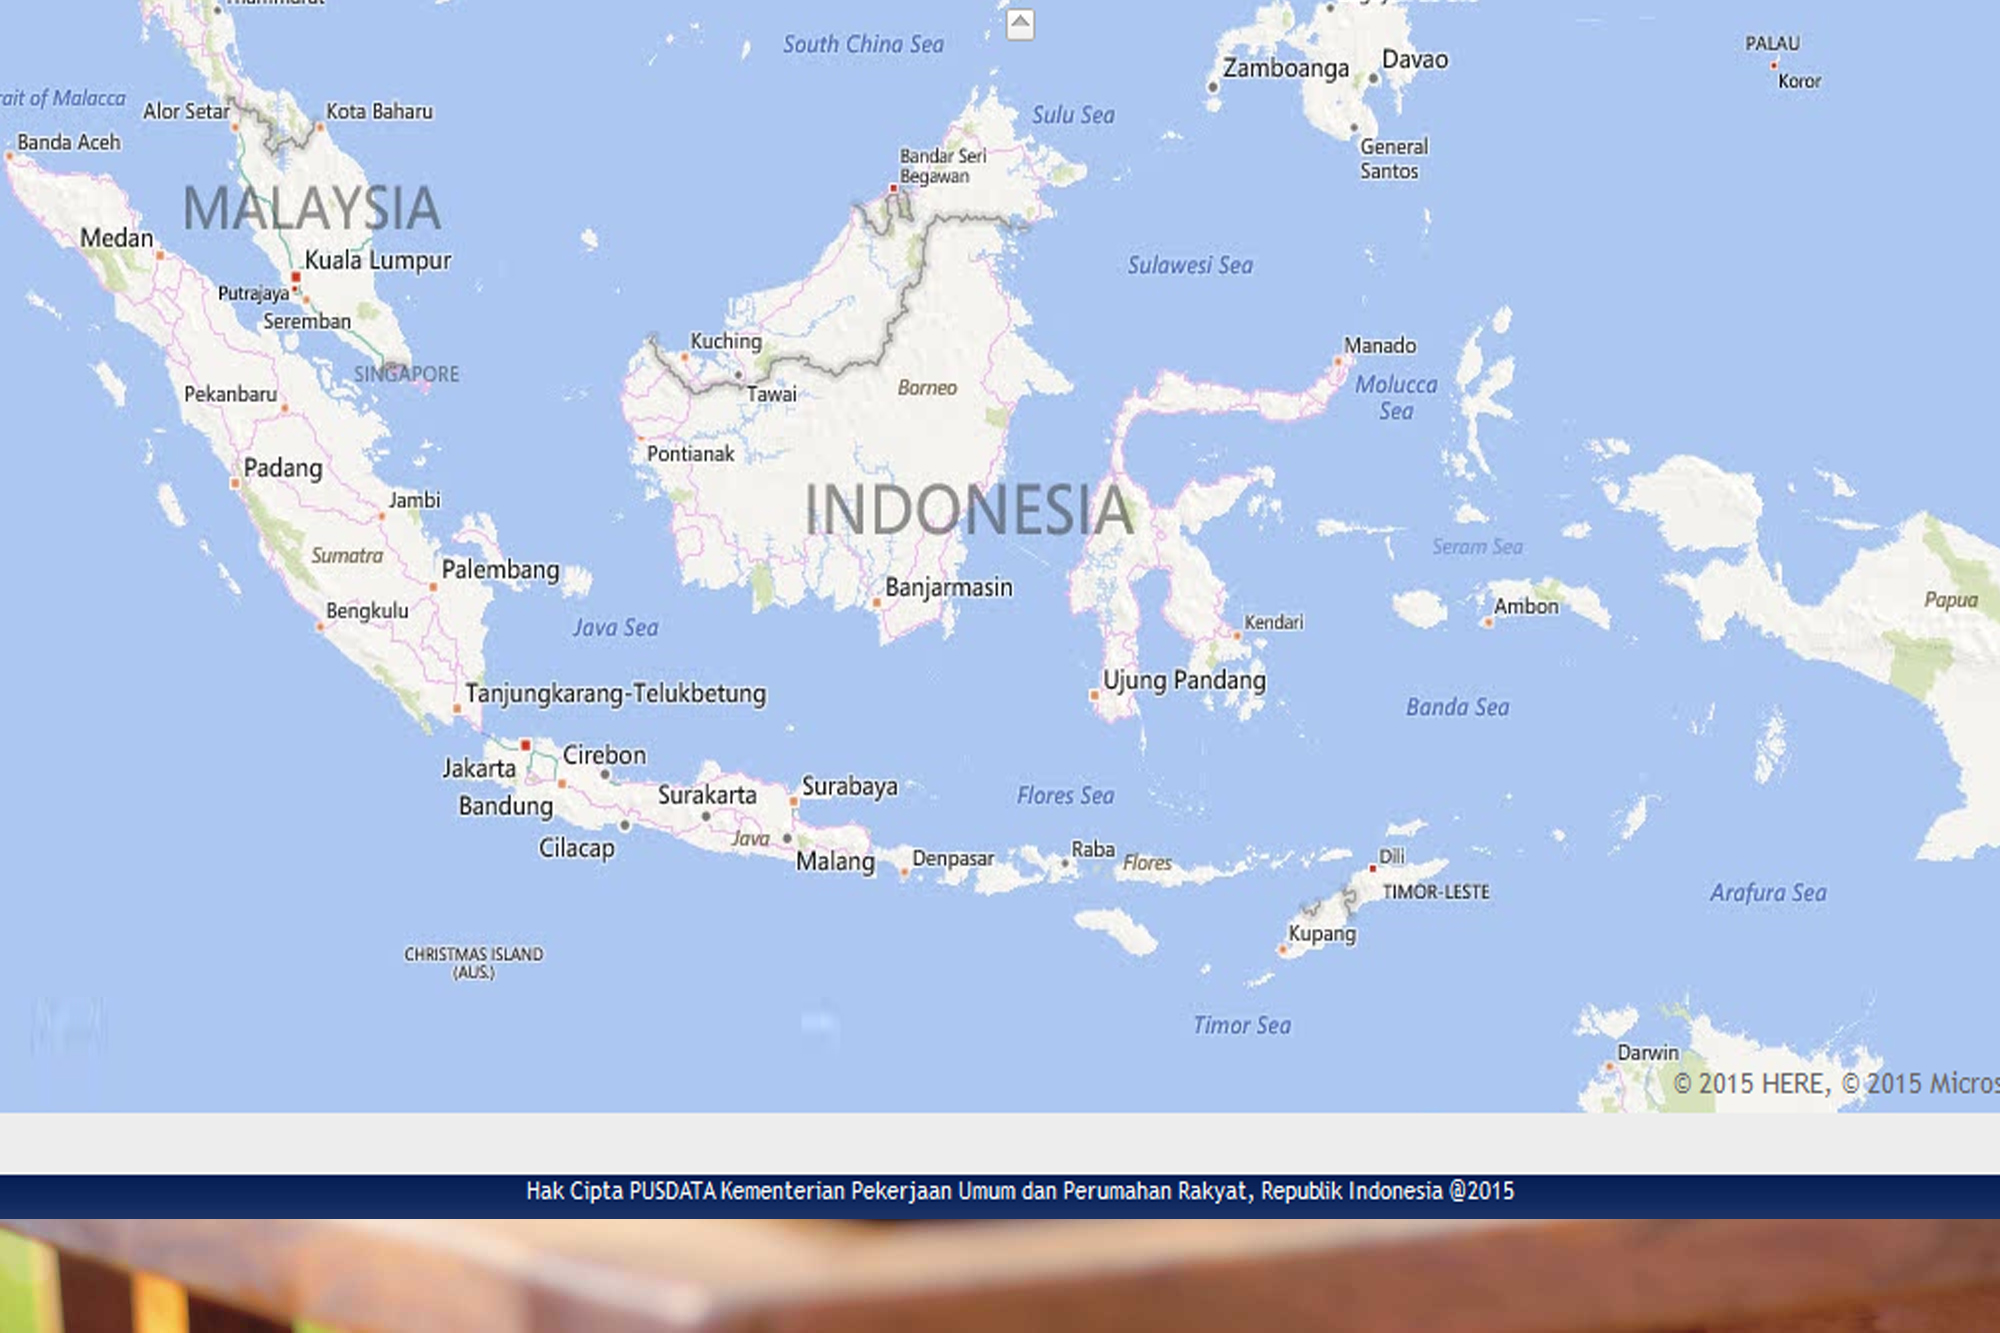 South China Sea
PALAU
Koror
Davao
Zamboanga
Sulu Sea
General
Santos
of Malacca
Alor Setar
Kota Baharu
Banda Aceh
Bandar Seri
Begawan
MALAYSIA
Medan
Kuala Lumpur
Putrajaya
Seremban
Sulawesi Sea
Kuching
Manado
SINGAPORE
Pekanbaru
Tawai
Borneo
Molucca
Sea
Pontianak
Padang
Jambi
INDONESIA
Sumatra
Seram Sea
Palembang
Banjarmasin
Papua
Bengkulu
Ambon
Java Sea
Kendari
Tanjungkarang-Telukbetung
Ujung Pandang
Banda Sea
Jakarta
Cirebon
Bandung
Surakarta
Surabaya
Flores Sea
Cilacap
Java
Malang
Denpasar
Raba
Flores
Dili
TIMOR-LESTE
Arafura Sea
Kupang
CHRISTMAS ISLAND
(AUS.)
Timor Sea
Darwin
© 2015 HERE, © 2015 Micros
Hak Cipta PUSDATA Kementerian Pekerjaan Umum dan Perumahan Rakyat, Republik Indonesia @2015